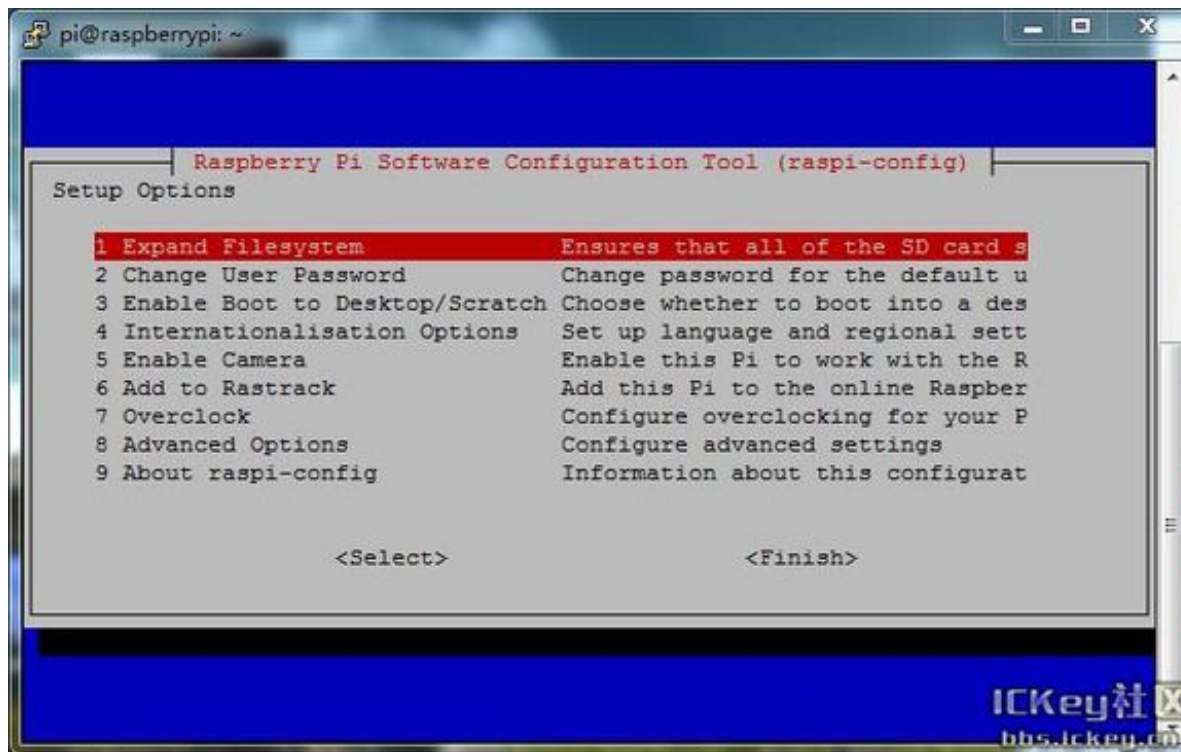 pi@raspberrypi: ~
Raspberry Pi Software Configuration Tool (raspi-config)
Setup Options
1 Expand Filesystem Ensures that all of the SD card s
2 Change User Password Change password for the default u
3 Enable Boot to Desktop/Scratch Choose whether to boot into a des
4 Internationalisation Options Set up language and regional sett
5 Enable Camera Enable this Pi to work with the R
6 Add to Rastrack Add this Pi to the online Raspber
7 Overclock Configure overclocking for your P
8 Advanced Options Configure advanced settings
9 About raspi-config Information about this configurat
<Select> <Finish>
ICKey社区
bbs.ickey.cn